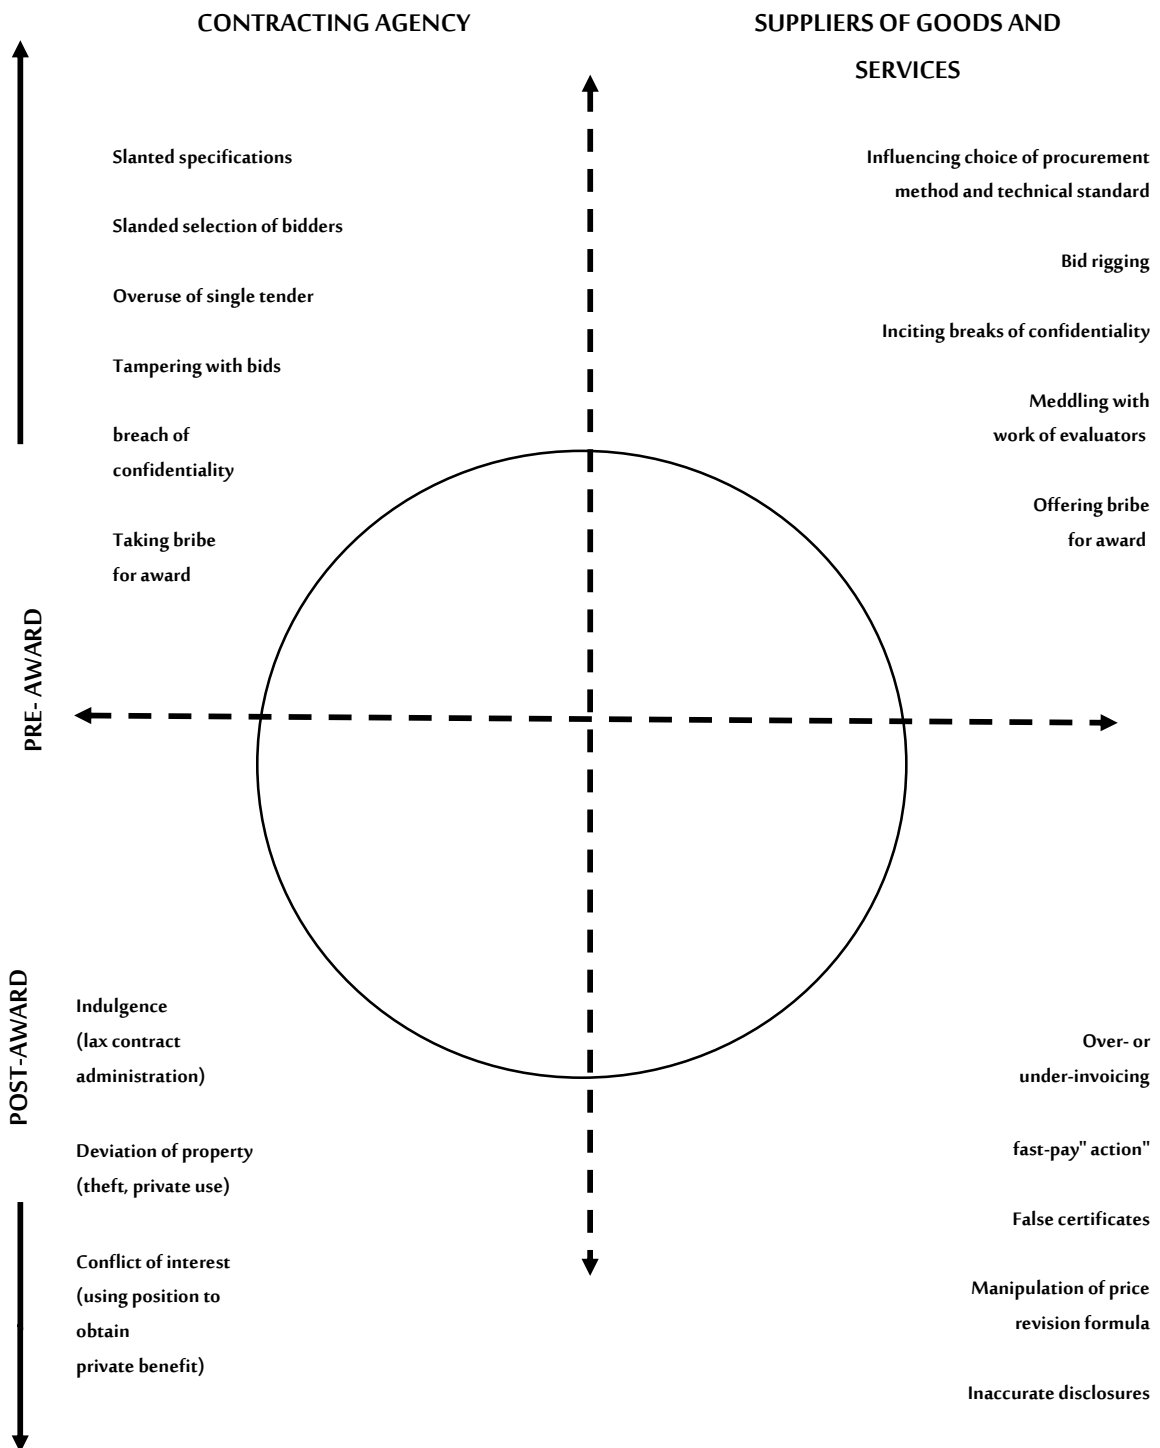 CONTRACTING AGENCY
SUPPLIERS OF GOODS AND
SERVICES
Slanted specifications
Slanded selection of bidders
Overuse of single tender
Tampering with bids
breach of
confidentiality
Taking bribe
for award
Influencing choice of procurement
method and technical standard
Bid rigging
Inciting breaks of confidentiality
Meddling with
work of evaluators
Offering bribe
for award
PRE- AWARD
POST-AWARD
Indulgence
(lax contract
administration)
Deviation of property
(theft, private use)
Conflict of interest
(using position to
obtain
private benefit)
Over- or
under-invoicing
fast-pay" action"
False certificates
Manipulation of price
revision formula
Inaccurate disclosures